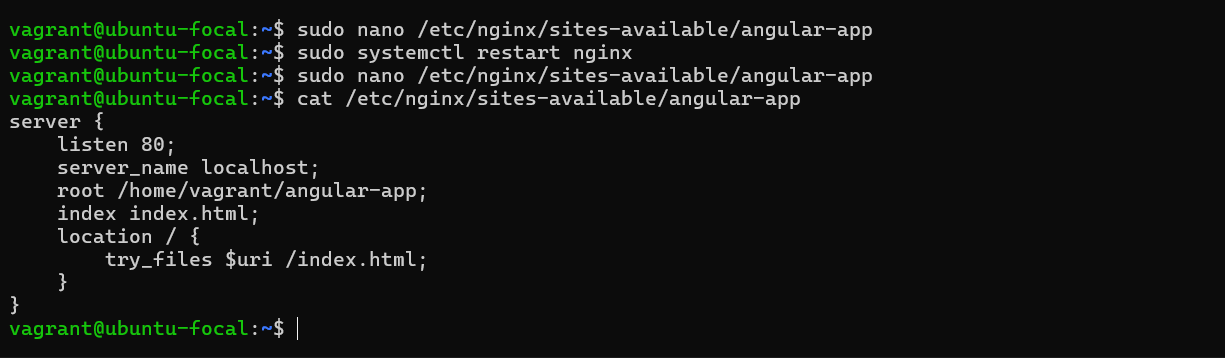 vagrant@ubuntu-focal:~$ sudo nano /etc/nginx/sites-available/angular-app
vagrant@ubuntu-focal:~$ sudo systemctl restart nginx
vagrant@ubuntu-focal:~$ sudo nano /etc/nginx/sites-available/angular-app
vagrant@ubuntu-focal:~$ cat /etc/nginx/sites-available/angular-app
server {
    listen 80;
    server_name localhost;
    root /home/vagrant/angular-app;
    index index.html;
    location / {
        try_files $uri /index.html;
    }
}
vagrant@ubuntu-focal:~$